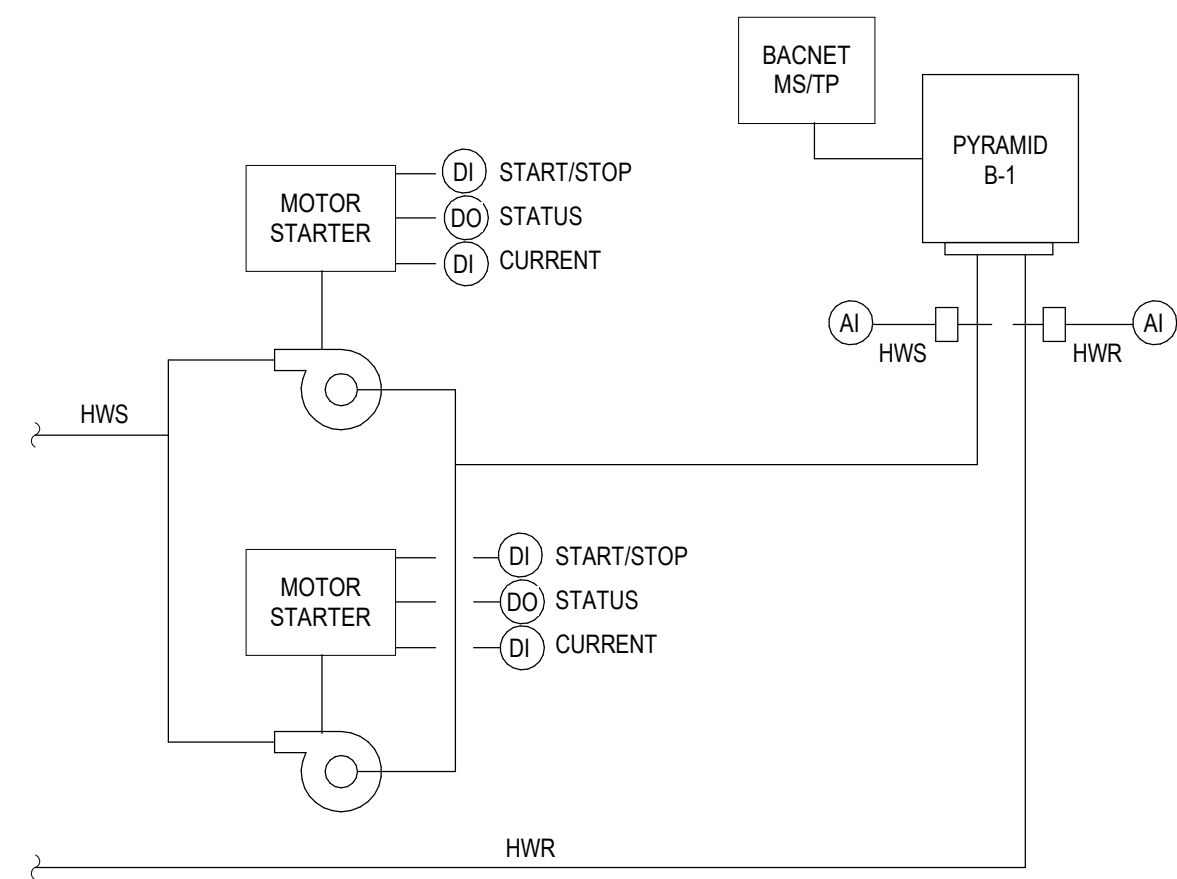 BACNET
MS/TP
PYRAMID
B-1
MOTOR
STARTER
DI START/STOP
DO STATUS
DI CURRENT
AI
HWS
HWR
AI
HWS
MOTOR
STARTER
DI START/STOP
DO STATUS
DI CURRENT
HWR